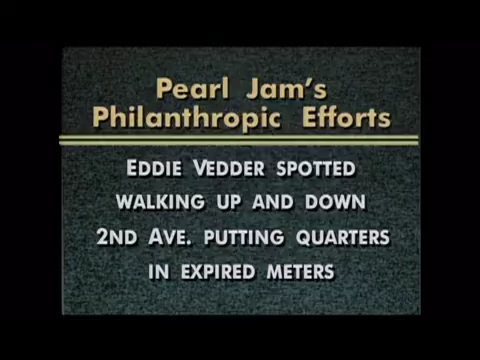 Pearl Jam's
Philanthropic Efforts
EDDIE VEDDER SPOTTED
WALKING UP AND DOWN
2ND AVE. PUTTING QUARTERS
IN EXPIRED METERS